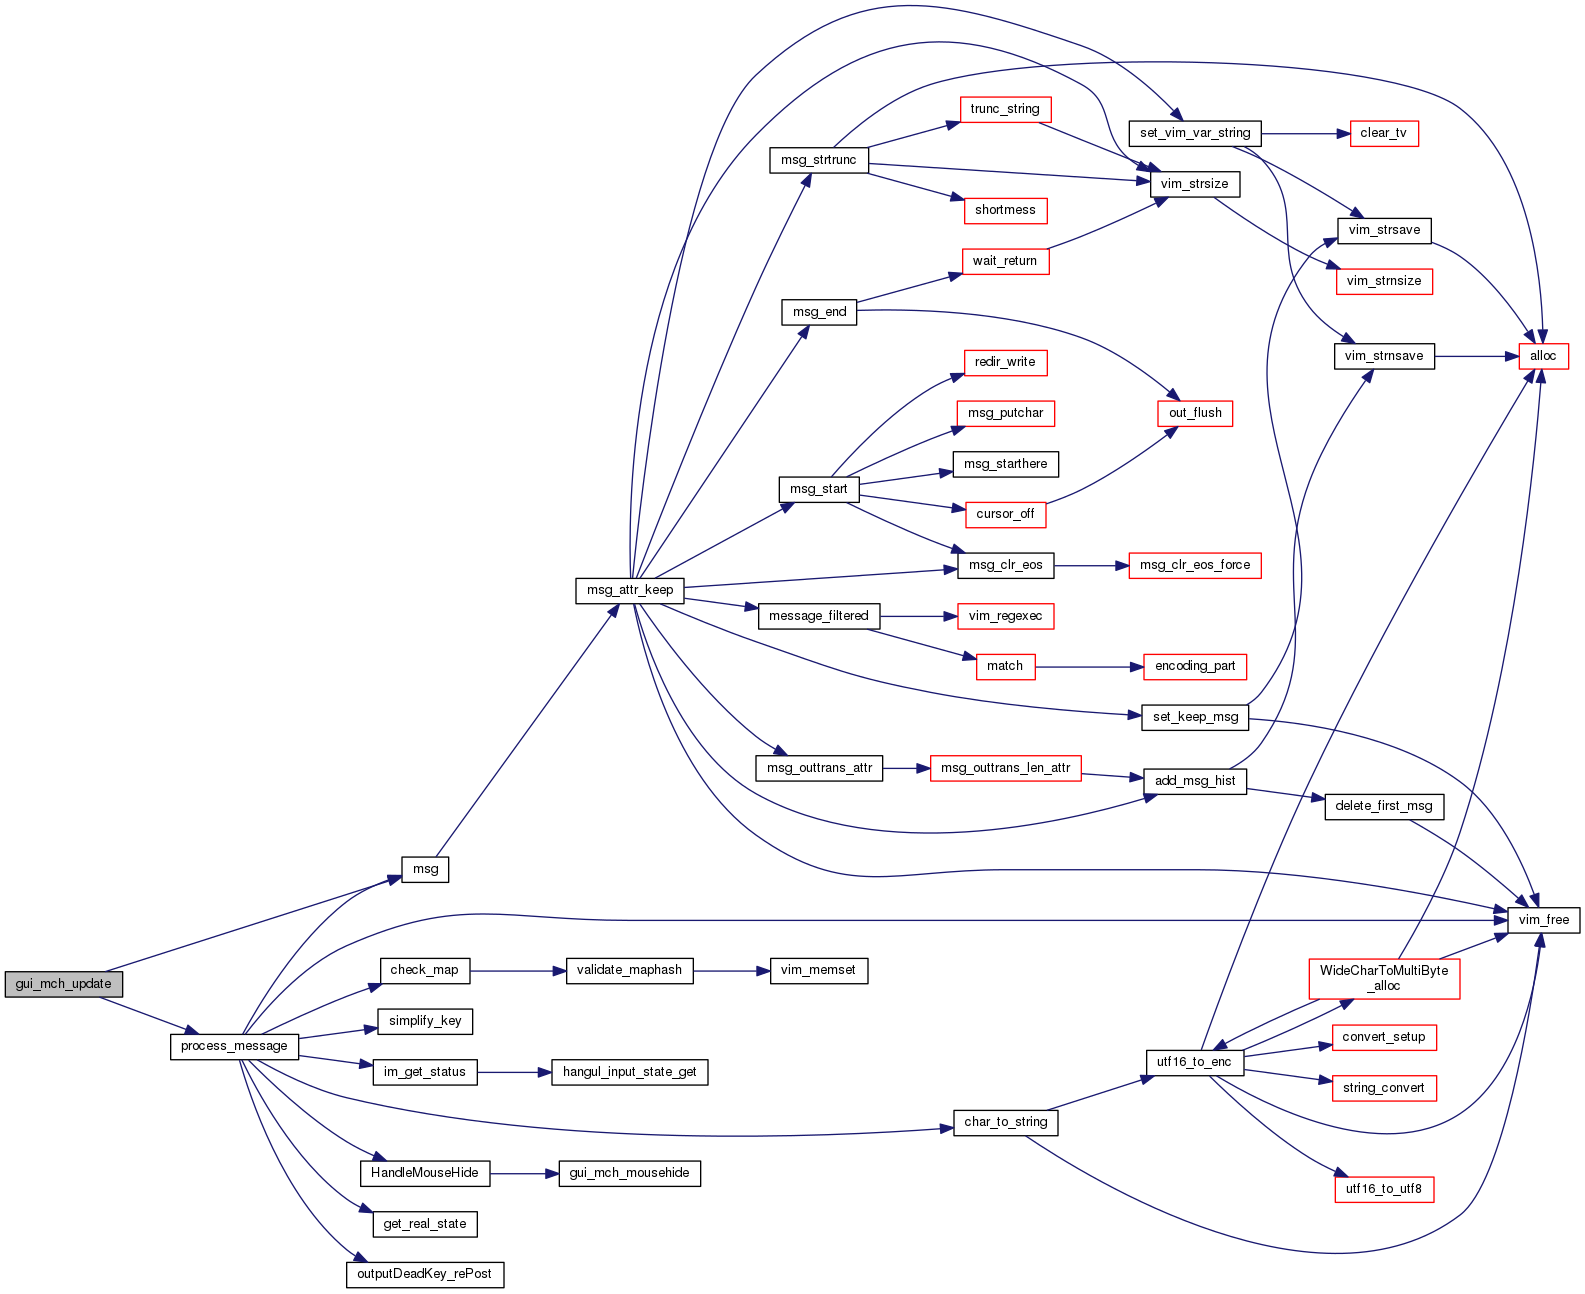 trunc_string
set_vim_var_string
clear_tv
msg_strtrunc
vim_strsize
shortmess
vim_strsave
wait_return
vim_strnsize
msg_end
vim_strnsave
alloc
redir_write
msg_putchar
out_flush
msg_starthere
msg_start
cursor_off
msg_clr_eos
msg_clr_eos_force
msg_attr_keep
message_filtered
vim_regexec
match
encoding_part
set_keep_msg
msg_outtrans_attr
msg_outtrans_len_attr
add_msg_hist
delete_first_msg
msg
vim_free
check_map
validate_maphash
vim_memset
WideCharToMultiByte
_alloc
gui_mch_update
simplify_key
convert_setup
process_message
utf16_to_enc
im_get_status
hangul_input_state_get
string_convert
char_to_string
HandleMouseHide
gui_mch_mousehide
utf16_to_utf8
get_real_state
outputDeadKey_rePost